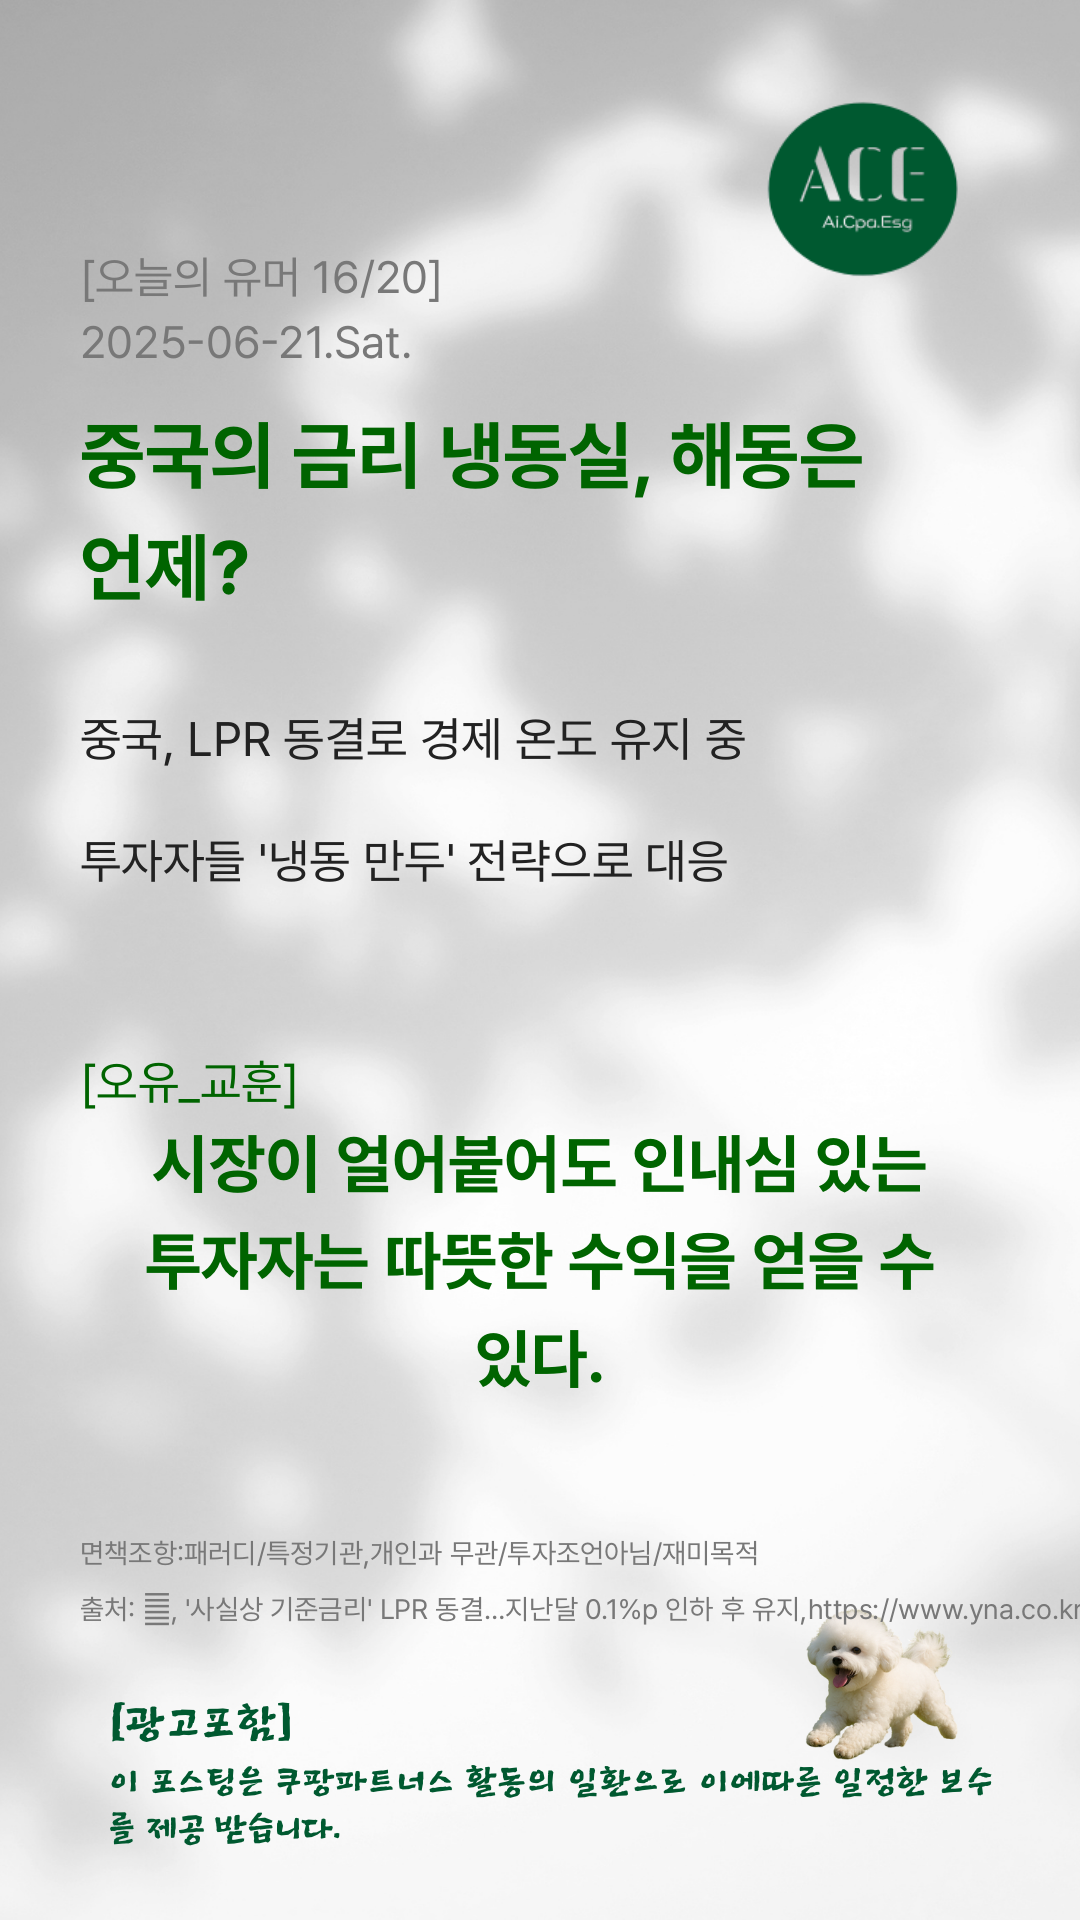 ACE
Ai.Cpa.Esg
[오늘의 유머 16/20]
2025-06-21.Sat.
중국의 금리 냉동실, 해동은
언제?
중국, LPR 동결로 경제 온도 유지 중
투자자들 '냉동 만두' 전략으로 대응
[오유_교훈]
시장이 얼어붙어도 인내심 있는
투자자는 따뜻한 수익을 얻을 수
있다.
면책조항:패러디/특정기관,개인과 무관/투자조언아님/재미목적
출처: , '사실상 기준금리' LPR 동결...지난달 0.1%p 인하 후 유지,https://www.yna.co.kr
[광고포함]
이 포스팅은 쿠팡파트너스 활동의 일환으로 이에따른 일정한 보수
를 제공 받습니다.